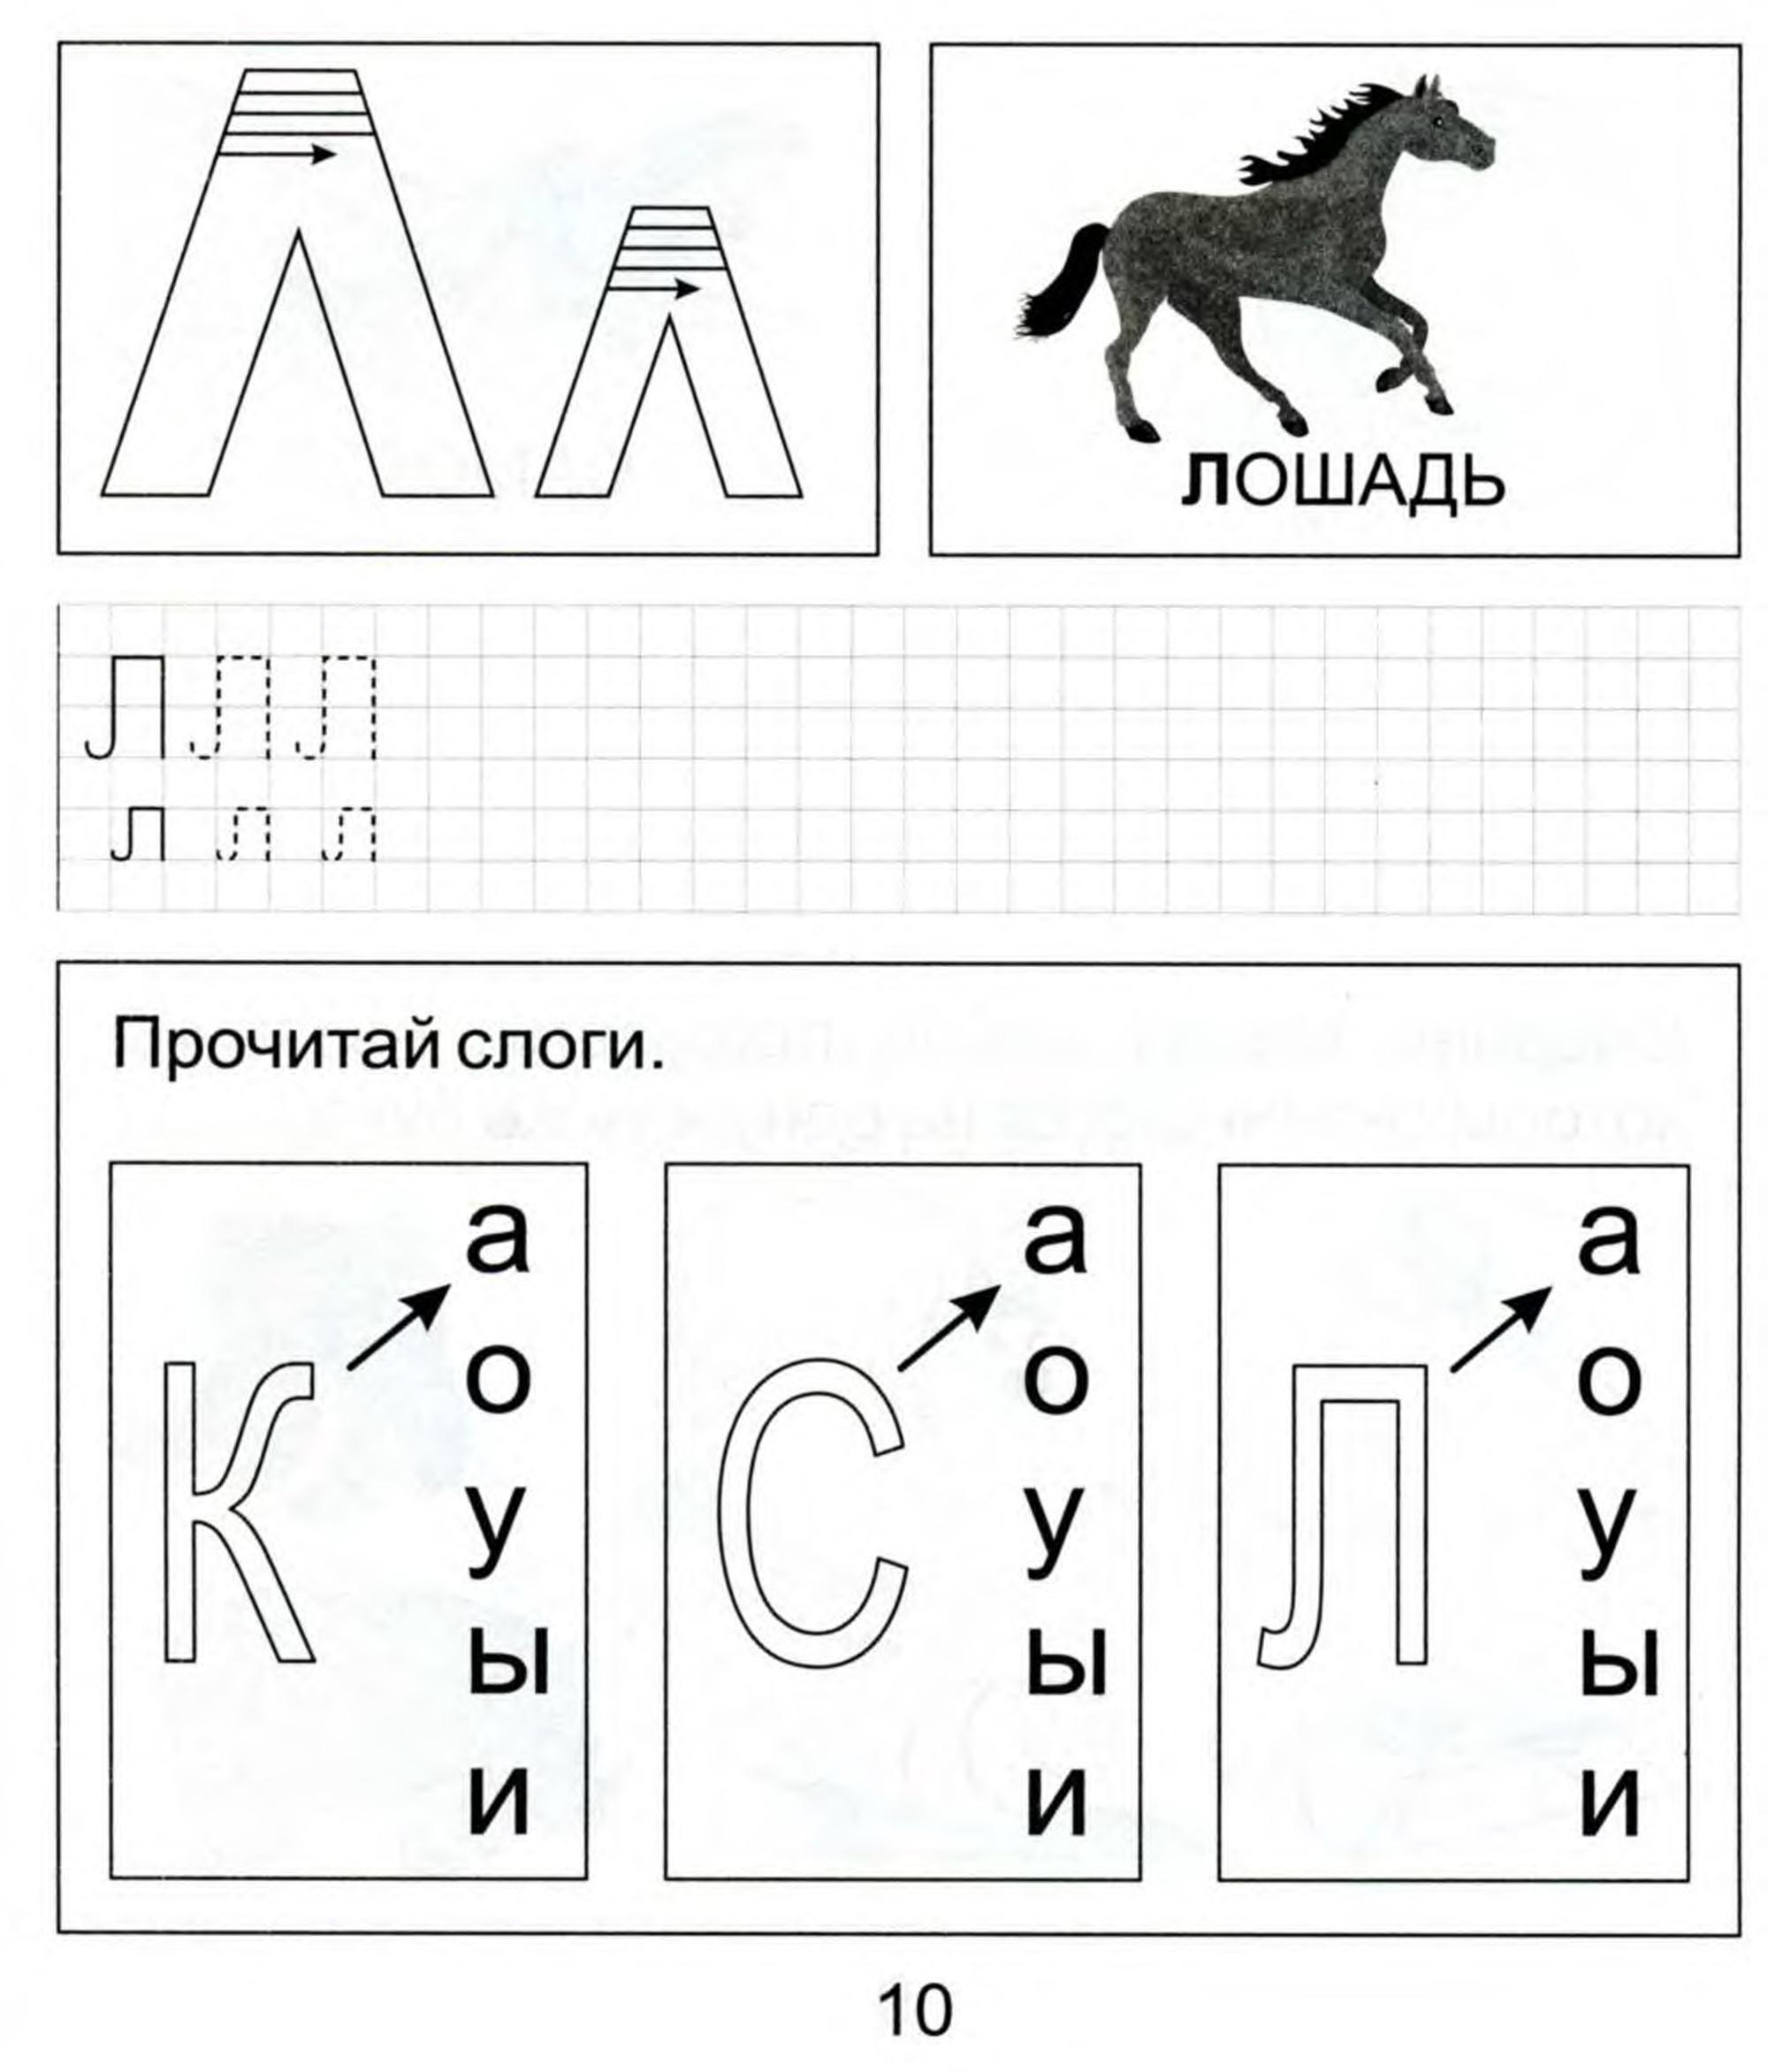 Л л
ЛОШАДЬ
Л Л Л
л л л
Прочитай слоги.
К а о у ы и
С а о у ы и
Л а о у ы и
10